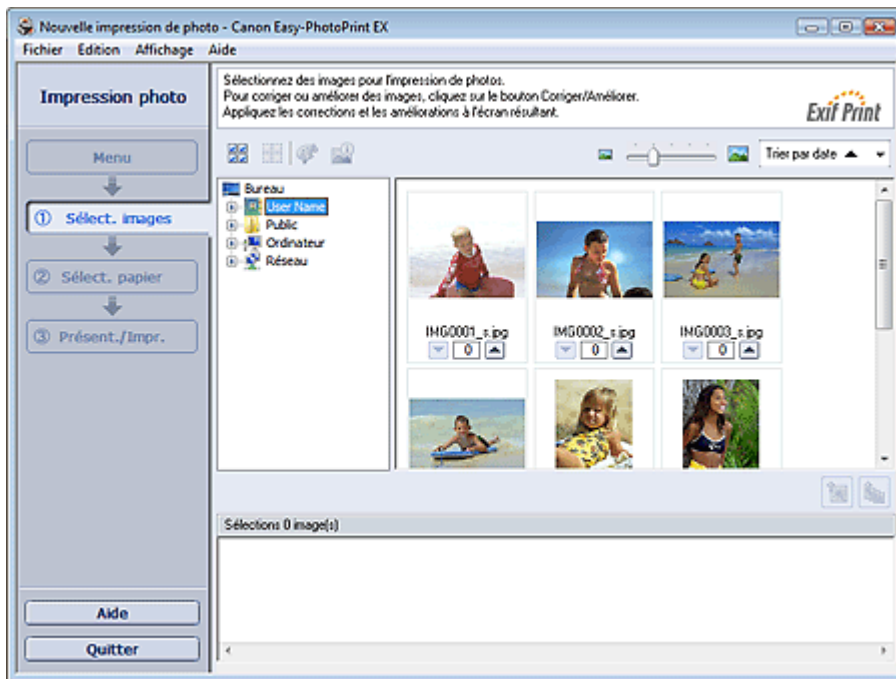 Nouvelle impression de photo - Canon Easy-PhotoPrint EX
Fichier Edition Affichage Aide
Impression photo
Sélectionnez des images pour l'impression de photos.
Pour corriger ou améliorer des images, cliquez sur le bouton Corriger/Améliorer.
Appliquez les corrections et les améliorations à l'écran résultant.
Exif Print
Menu
① Sélect. images
② Sélect. papier
③ Présent./Impr.
Trier par date
Bureau
User Name
Public
Ordinateur
Réseau
IMG0001_s.jpg
IMG0002_s.jpg
IMG0003_s.jpg
0
0
0
Sélections 0 image(s)
Aide
Quitter